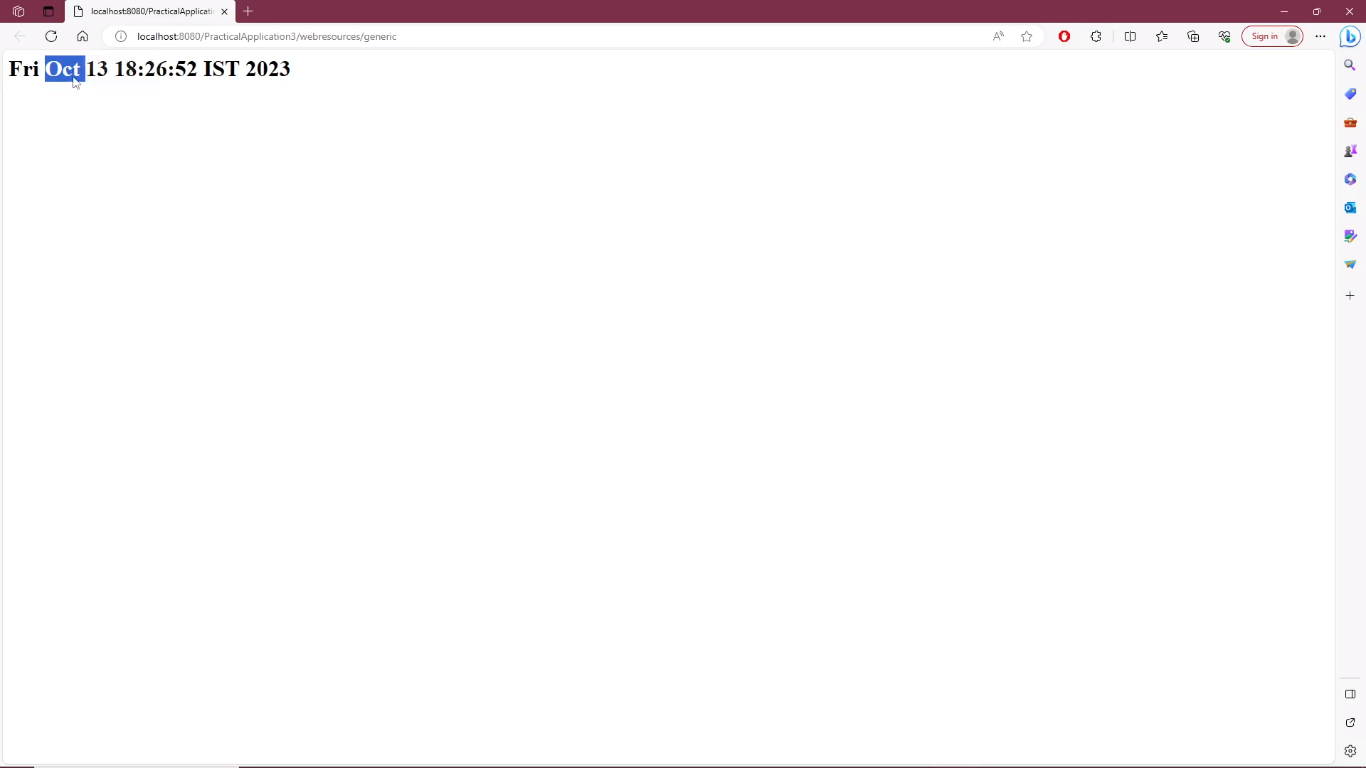 localhost:8080/PracticalApplicati
localhost:8080/PracticalApplication3/webresources/generic
Sign in
Fri Oct 13 18:26:52 IST 2023